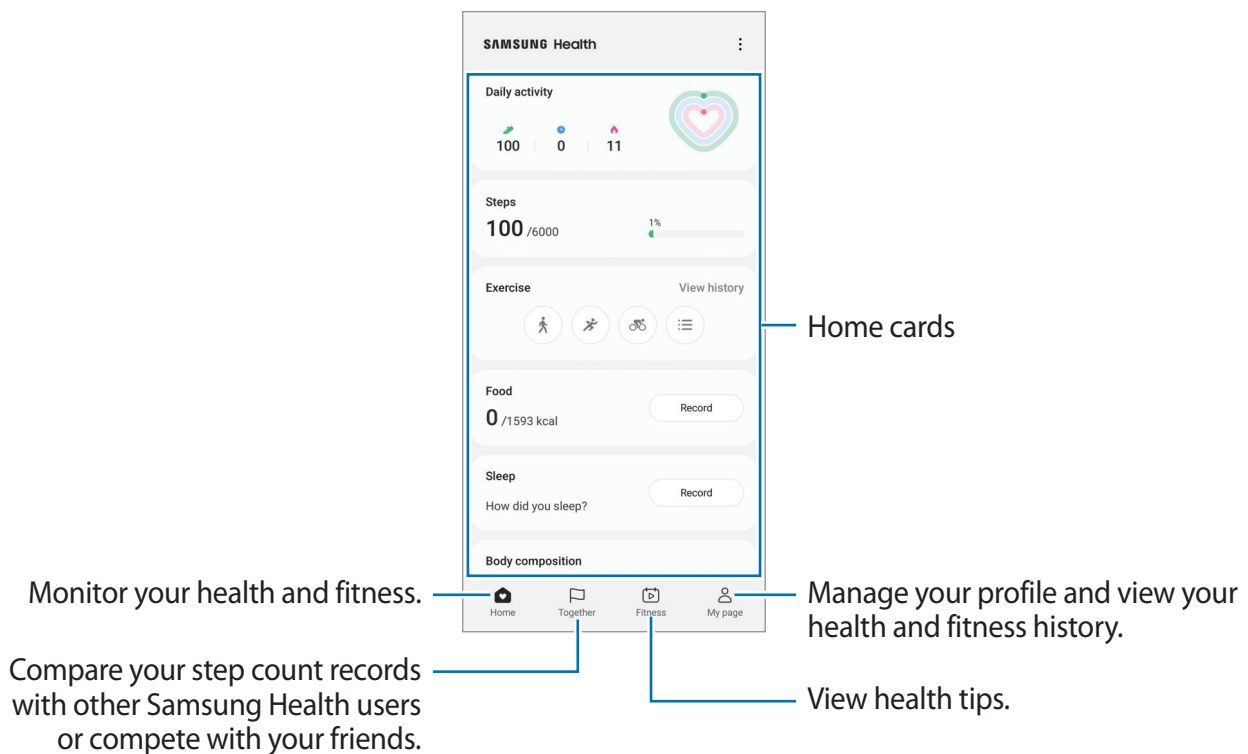 SAMSUNG Health
Daily activity
100 0 11
Steps
100 /6000
1%
Exercise View history
Home cards
Food
0 /1593 kcal
Record
Sleep
How did you sleep?
Record
Body composition
Home Together Fitness My page
Monitor your health and fitness.
Manage your profile and view your
health and fitness history.
Compare your step count records
with other Samsung Health users
or compete with your friends.
View health tips.